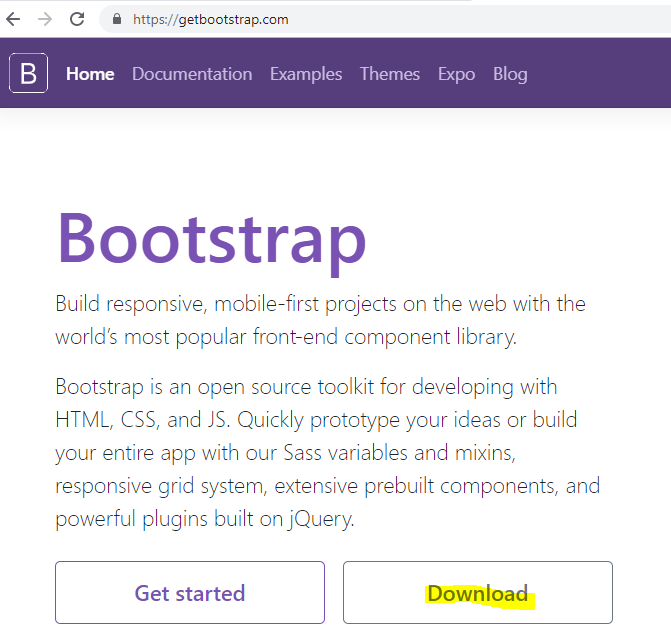 https://getbootstrap.com
B Home Documentation Examples Themes Expo Blog
Bootstrap
Build responsive, mobile-first projects on the web with the
world’s most popular front-end component library.
Bootstrap is an open source toolkit for developing with
HTML, CSS, and JS. Quickly prototype your ideas or build
your entire app with our Sass variables and mixins,
responsive grid system, extensive prebuilt components, and
powerful plugins built on jQuery.
Get started Download